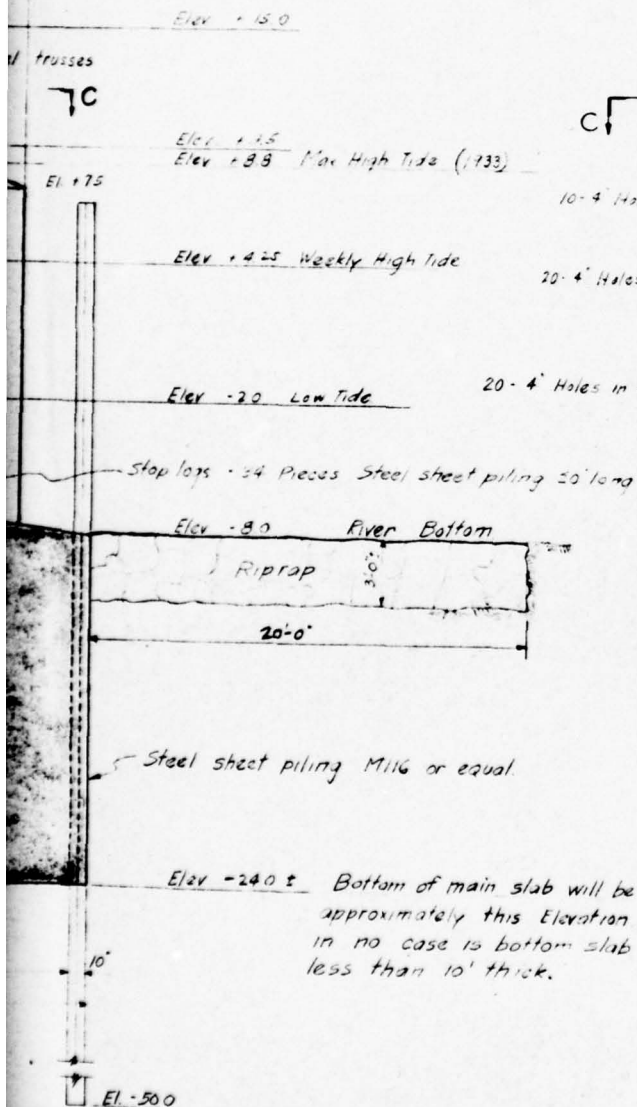 Elev + 15.0
trusses
C
C
Elev +
Elev +8.8 Max High Tide (1933)
El. +7.5
10-4"
Elev + 4.25 Weekly High Tide
20-4" Holes
Elev -2.0 Low Tide
20-4" Holes in
Stop logs - 34 Pieces Steel sheet piling long
Elev -8.0 River Bottom
Riprap
3'-0"
20'-0"
Steel sheet piling M116 or equal.
Elev -24.0 ± Bottom of main slab will be
approximately this Elevation
in no case is bottom slab
less than 10' thick.
10"
El. -50.0